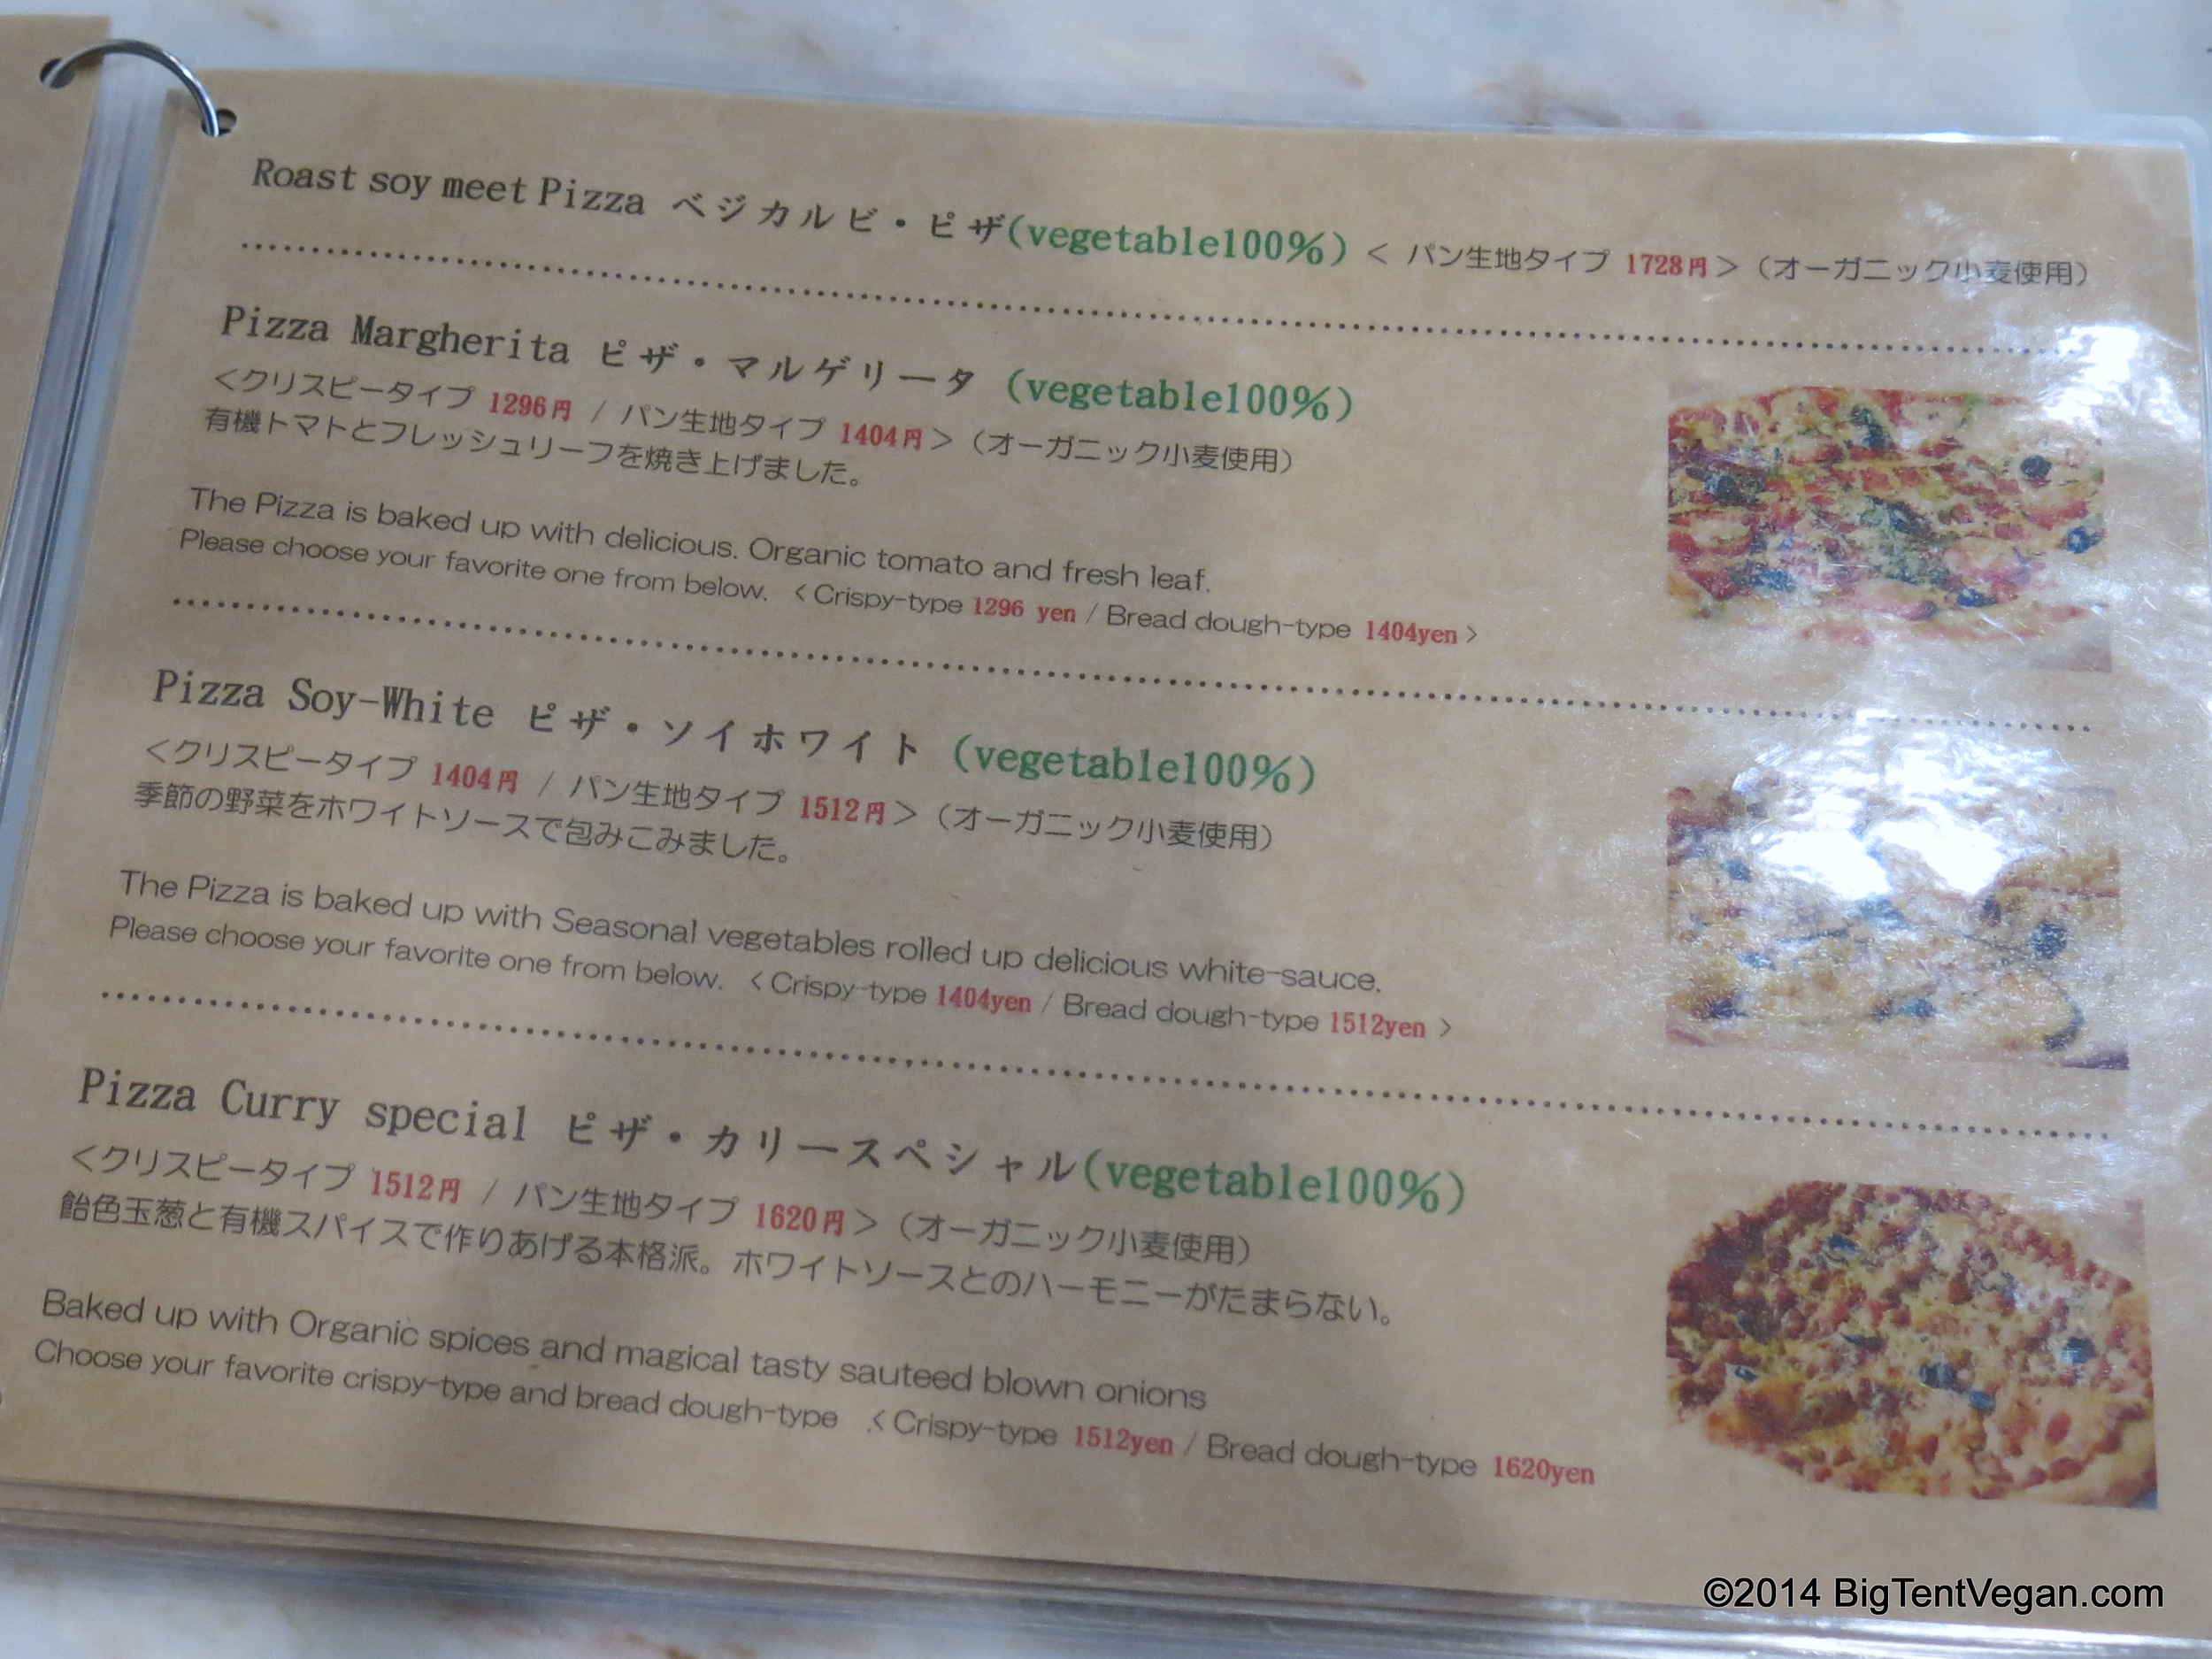 Roast soy meet Pizza ベジカルビ・ピザ(vegetable100%) < パン生地タイプ 1728円>(オーガニック小麦使用)
Pizza Margherita ピザ・マルゲリータ (vegetable100%)
<クリスピータイプ 1296円 / パン生地タイプ 1404円>(オーガニック小麦使用)
有機トマトとフレッシュリーフを焼き上げました。
The Pizza is baked up with delicious. Organic tomato and fresh leaf.
Please choose your favorite one from below. <Crispy-type 1296 yen / Bread dough-type 1404yen>
Pizza Soy-White ピザ・ソイホワイト (vegetable100%)
<クリスピータイプ 1404円 / パン生地タイプ 1512円>(オーガニック小麦使用)
季節の野菜をホワイトソースで包みこみました。
The Pizza is baked up with Seasonal vegetables rolled up delicious white-sauce.
Please choose your favorite one from below. <Crispy-type 1404yen / Bread dough-type 1512yen >
Pizza Curry special ピザ・カリースペシャル(vegetable100%)
<クリスピータイプ 1512円 / パン生地タイプ 1620円>(オーガニック小麦使用)
飴色玉葱と有機スパイスで作りあげる本格派。ホワイトソースとのハーモニーがたまらない。
Baked up with Organic spices and magical tasty sauteed blown onions
Choose your favorite crispy-type and bread dough-type .<Crispy-type 1512yen / Bread dough-type 1620yen
©2014 BigTentVegan.com